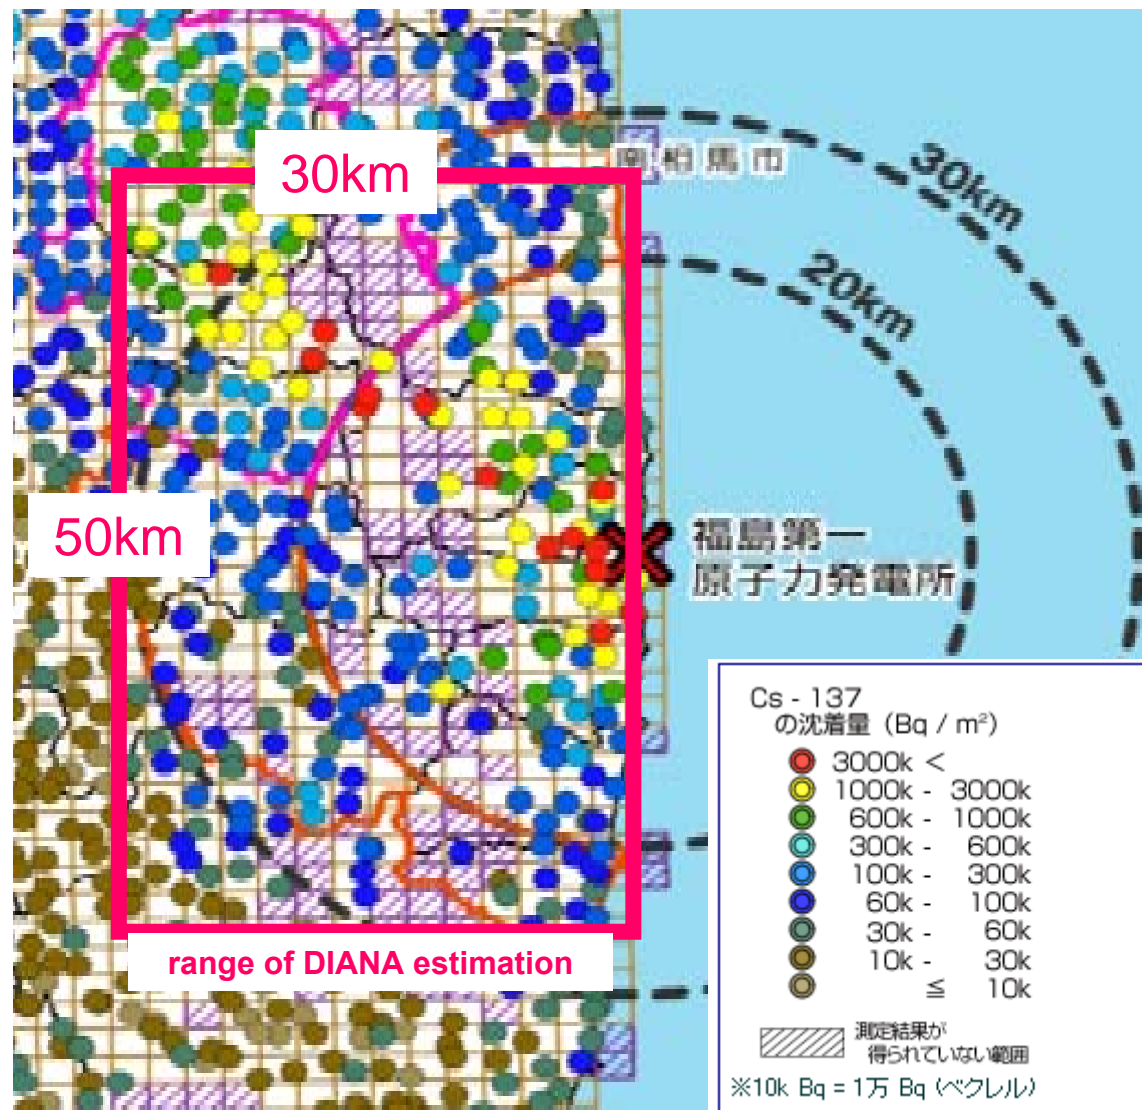 30km
南相馬市
30km
20km
50km
福島第一
原子力発電所
range of DIANA estimation
Cs - 137
の沈着量 (Bq / m²)
3000k <
1000k - 3000k
600k - 1000k
300k - 600k
100k - 300k
60k - 100k
30k - 60k
10k - 30k
≦ 10k
測定結果が
得られていない範囲
※10k Bq = 1万 Bq (ベクレル)